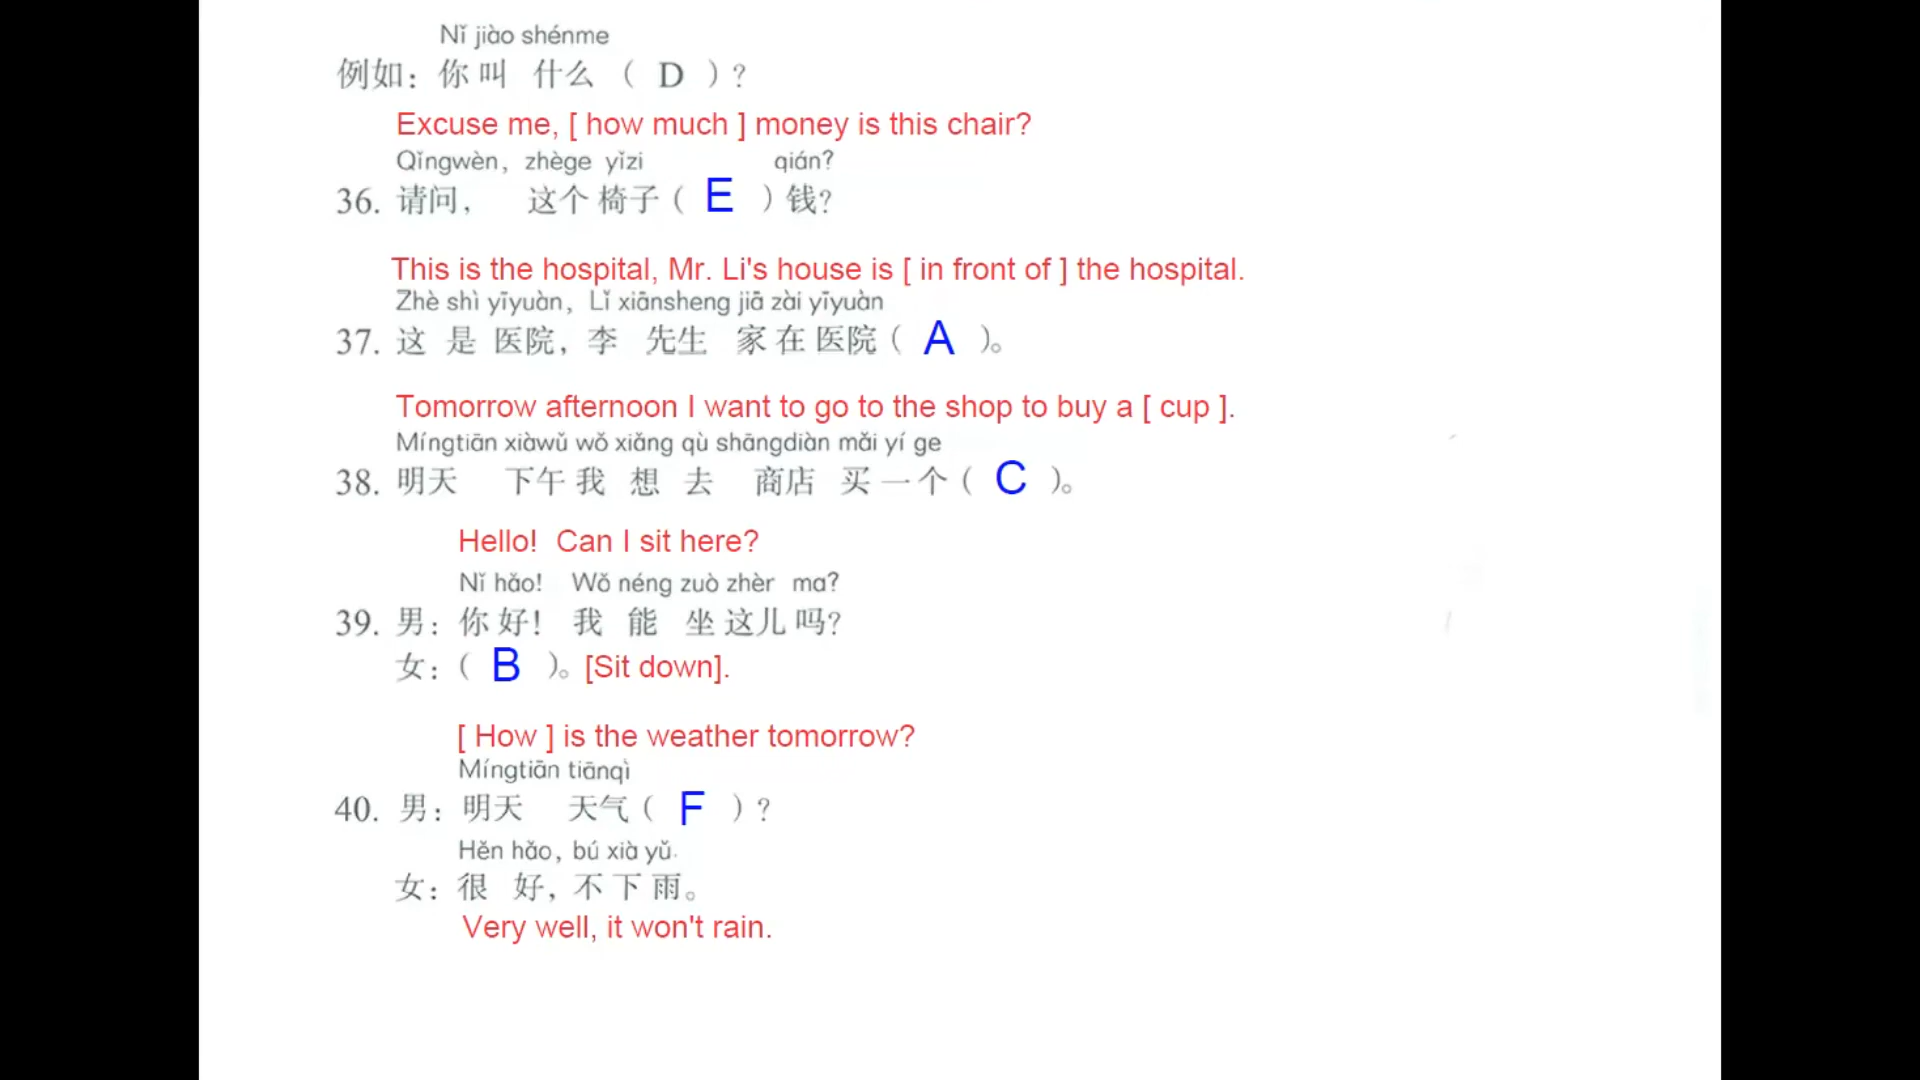 Nǐ jiào shénme
例如：你叫 什么（ D ）？
Excuse me, [ how much ] money is this chair?
Qǐngwèn, zhège yǐzi qián?
36. 请问， 这个椅子（ E ）钱？
This is the hospital, Mr. Li's house is [ in front of ] the hospital.
Zhè shì yīyuàn, Lǐ xiānsheng jiā zài yīyuàn
37. 这 是 医院，李 先生 家在医院（ A ）。
Tomorrow afternoon I want to go to the shop to buy a [ cup ].
Míngtiān xiàwǔ wǒ xiǎng qù shāngdiàn mǎi yí ge
38. 明天 下午我 想 去 商店 买一个（ C ）。
Hello! Can I sit here?
Nǐ hǎo! Wǒ néng zuò zhèr ma?
39. 男：你好！ 我 能 坐这儿吗？
女：（ B ）。 [Sit down].
[ How ] is the weather tomorrow?
Míngtiān tiānqì
40. 男：明天 天气（ F ）？
Hěn hǎo, bú xià yǔ.
女：很 好，不下雨。
Very well, it won't rain.